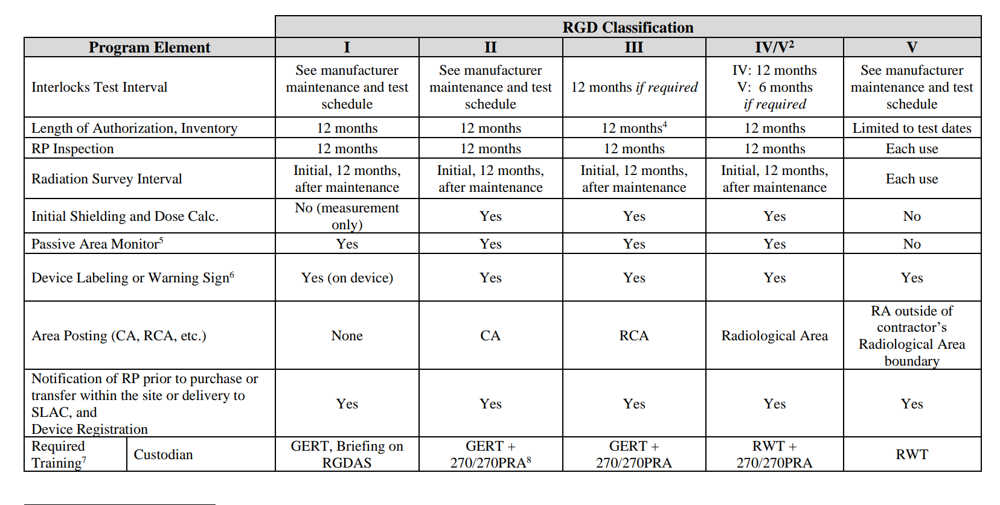 RGD Classification
Program Element I II III IV/V²
V
Interlocks Test Interval
See manufacturer
maintenance and test
schedule
See manufacturer
maintenance and test
schedule
12 months if required
IV: 12 months
V: 6 months
if required
See manufacturer
maintenance and test
schedule
Length of Authorization, Inventory 12 months 12 months 12 months⁴ 12 months Limited to test dates
RP Inspection 12 months 12 months 12 months 12 months Each use
Radiation Survey Interval
Initial, 12 months,
after maintenance
Initial, 12 months,
after maintenance
Initial, 12 months,
after maintenance
Initial, 12 months,
after maintenance
Each use
Initial Shielding and Dose Calc.
No (measurement
only)
Yes Yes Yes No
Passive Area Monitor⁵ Yes Yes Yes Yes No
Device Labeling or Warning Sign⁶ Yes (on device) Yes Yes Yes Yes
Area Posting (CA, RCA, etc.) None CA RCA Radiological Area
RA outside of
contractor’s
Radiological Area
boundary
Notification of RP prior to purchase or
transfer within the site or delivery to
SLAC, and
Device Registration
Yes Yes Yes Yes Yes
Required
Training⁷
Custodian
GERT, Briefing on
RGDAS
GERT +
270/270PRA⁸
GERT +
270/270PRA
RWT +
270/270PRA
RWT